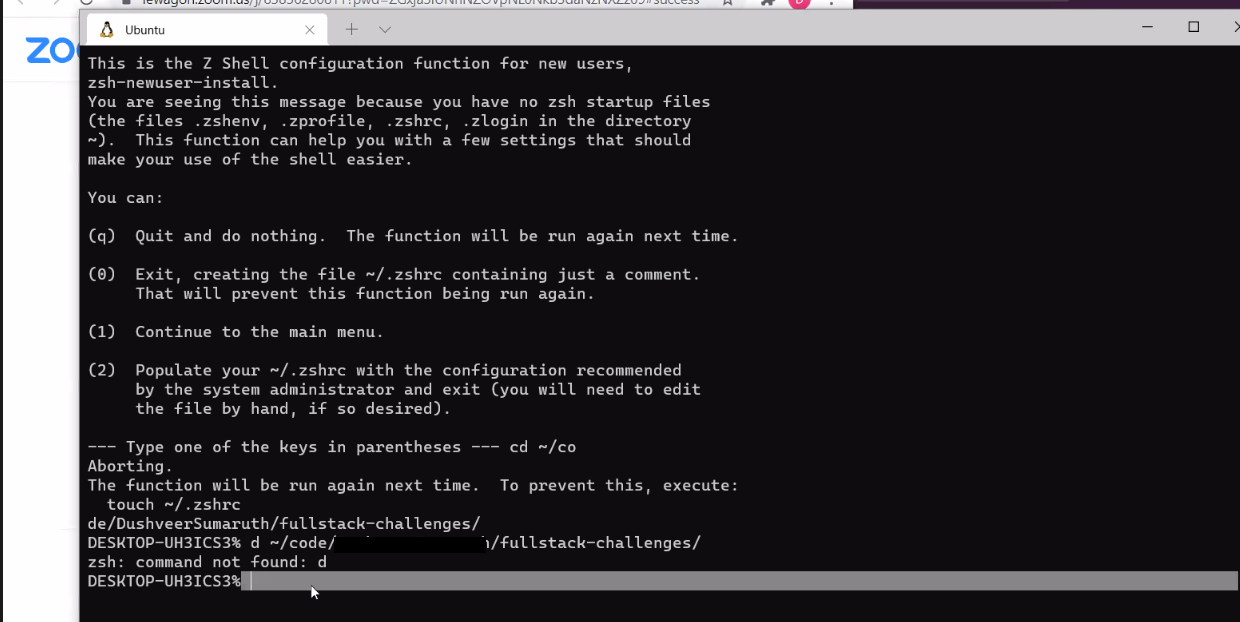 Ubuntu
ZO
This is the Z Shell configuration function for new users,
zsh-newuser-install.
You are seeing this message because you have no zsh startup files
(the files .zshenv, .zprofile, .zshrc, .zlogin in the directory
~).  This function can help you with a few settings that should
make your use of the shell easier.
You can:
(q)  Quit and do nothing.  The function will be run again next time.
(0)  Exit, creating the file ~/.zshrc containing just a comment.
That will prevent this function being run again.
(1)  Continue to the main menu.
(2)  Populate your ~/.zshrc with the configuration recommended
by the system administrator and exit (you will need to edit
the file by hand, if so desired).
--- Type one of the keys in parentheses --- cd ~/co
Aborting.
The function will be run again next time.  To prevent this, execute:
touch ~/.zshrc
de/DushveerSumaruth/fullstack-challenges/
DESKTOP-UH3ICS3% d ~/code/ /fullstack-challenges/
zsh: command not found: d
DESKTOP-UH3ICS3%